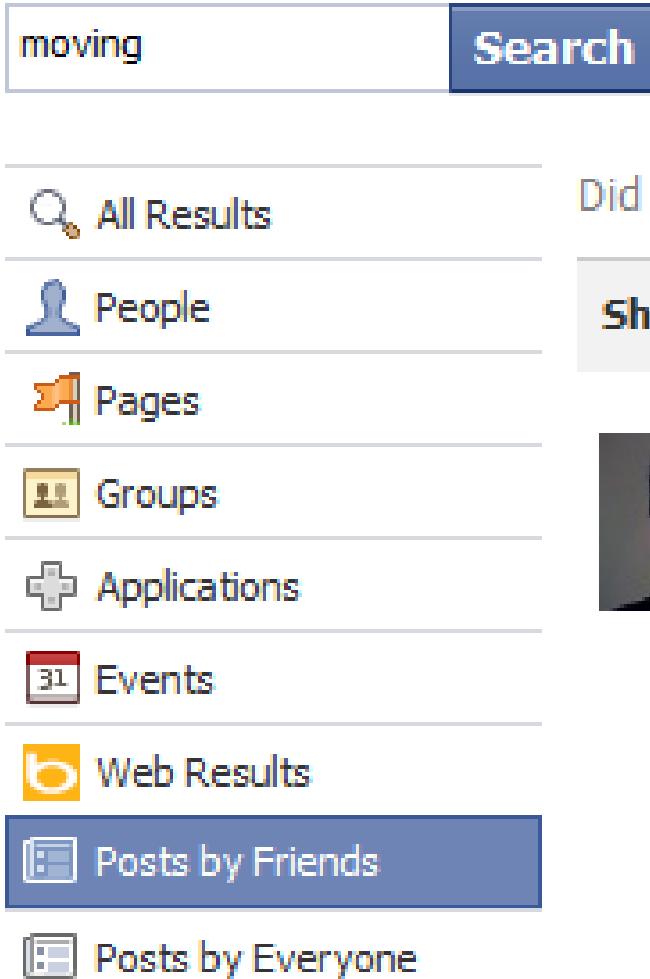 moving Search
Did
Sh
All Results
People
Pages
Groups
Applications
31 Events
Web Results
Posts by Friends
Posts by Everyone